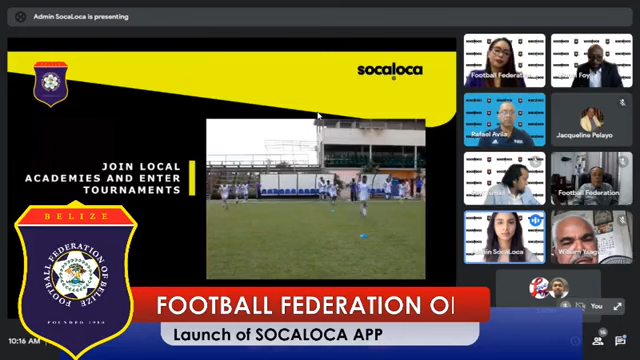 Admin SocaLoca is presenting
socaloca
JOIN LOCAL
ACADEMIES AND ENTER
TOURNAMENTS
Football Federation
Rafael Avila
Jacqueline Pelayo
Football Federation
Admin SocaLoca
William
BELIZE
FOOTBALL FEDERATION OF BELIZE
FOUNDED 1980
FOOTBALL FEDERATION O
Launch of SOCALOCA APP
You
10:16 AM
16